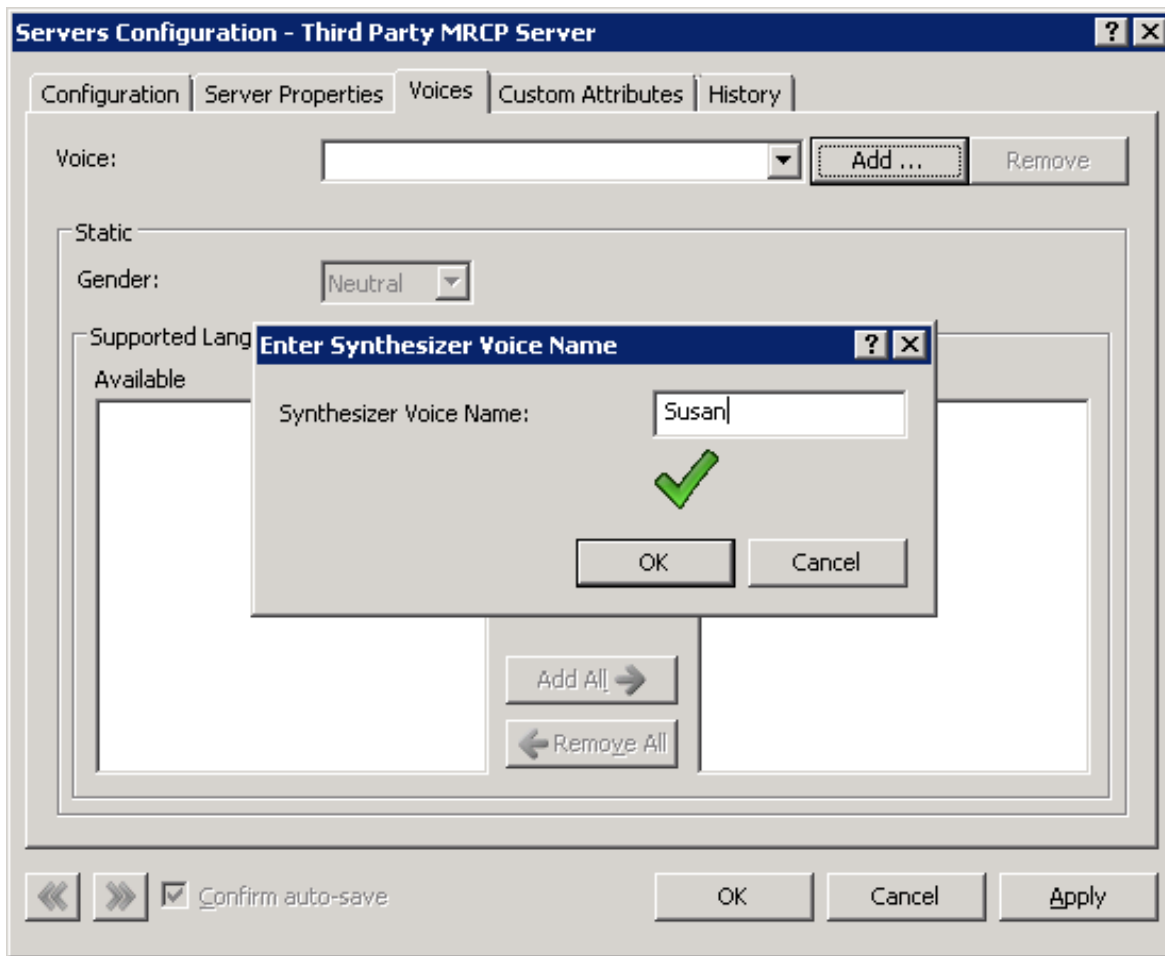 Servers Configuration - Third Party MRCP Server
Configuration Server Properties Voices Custom Attributes History
Voice: Add ... Remove
Static
Gender: Neutral
Supported Lang
Enter Synthesizer Voice Name
Available
Synthesizer Voice Name: Susan
OK Cancel
Add All
Remove All
Confirm auto-save OK Cancel Apply